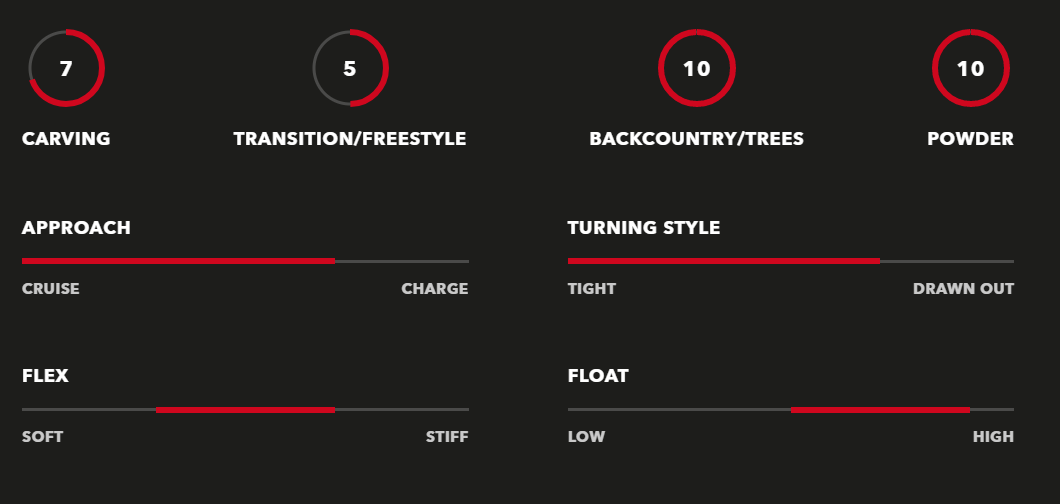 7
5
10
10
CARVING
TRANSITION/FREESTYLE
BACKCOUNTRY/TREES
POWDER
APPROACH
TURNING STYLE
CRUISE
CHARGE
TIGHT
DRAWN OUT
FLEX
FLOAT
SOFT
STIFF
LOW
HIGH